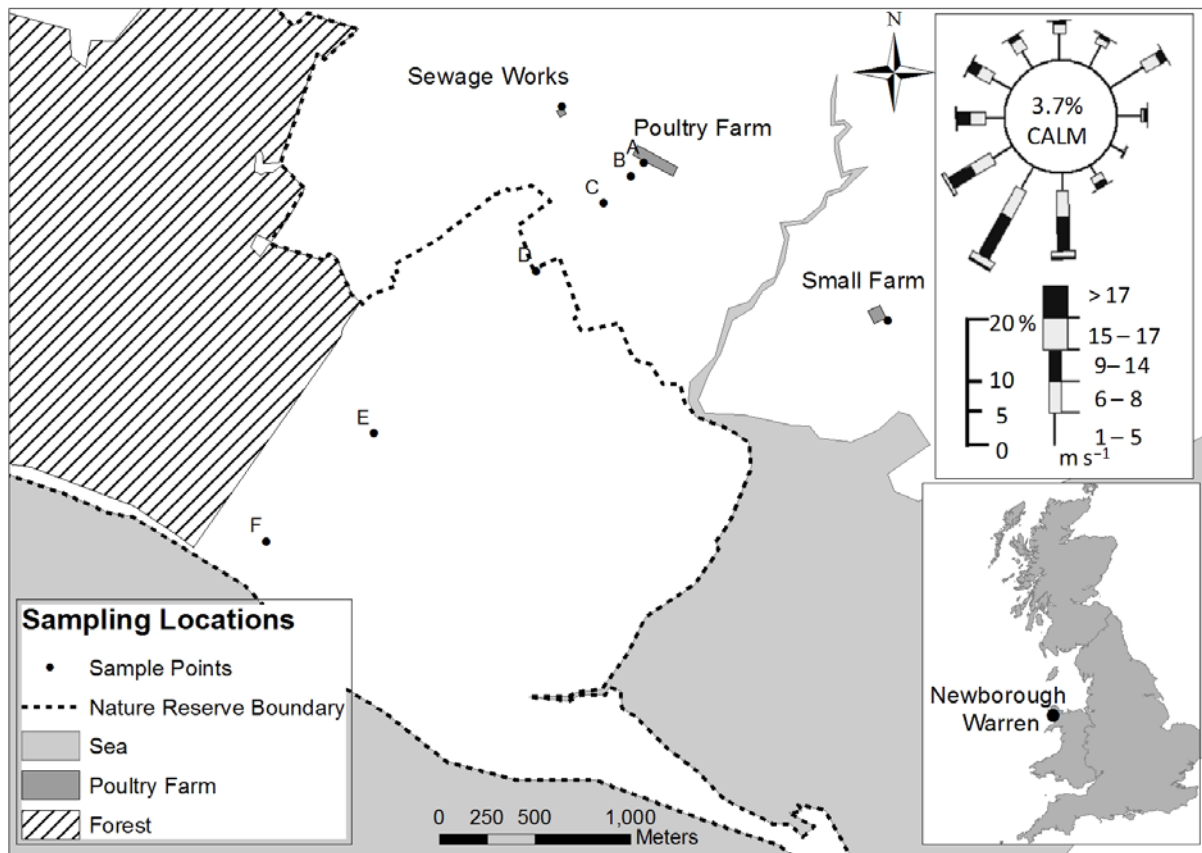 N
Sewage Works
Poultry Farm
A
B
C
D
Small Farm
E
F
3.7%
CALM
20 %
10
5
0
> 17
15 – 17
9 – 14
6 – 8
1 – 5
m s⁻¹
Sampling Locations
Sample Points
Nature Reserve Boundary
Sea
Poultry Farm
Forest
0 250 500 1,000
Meters
Newborough
Warren